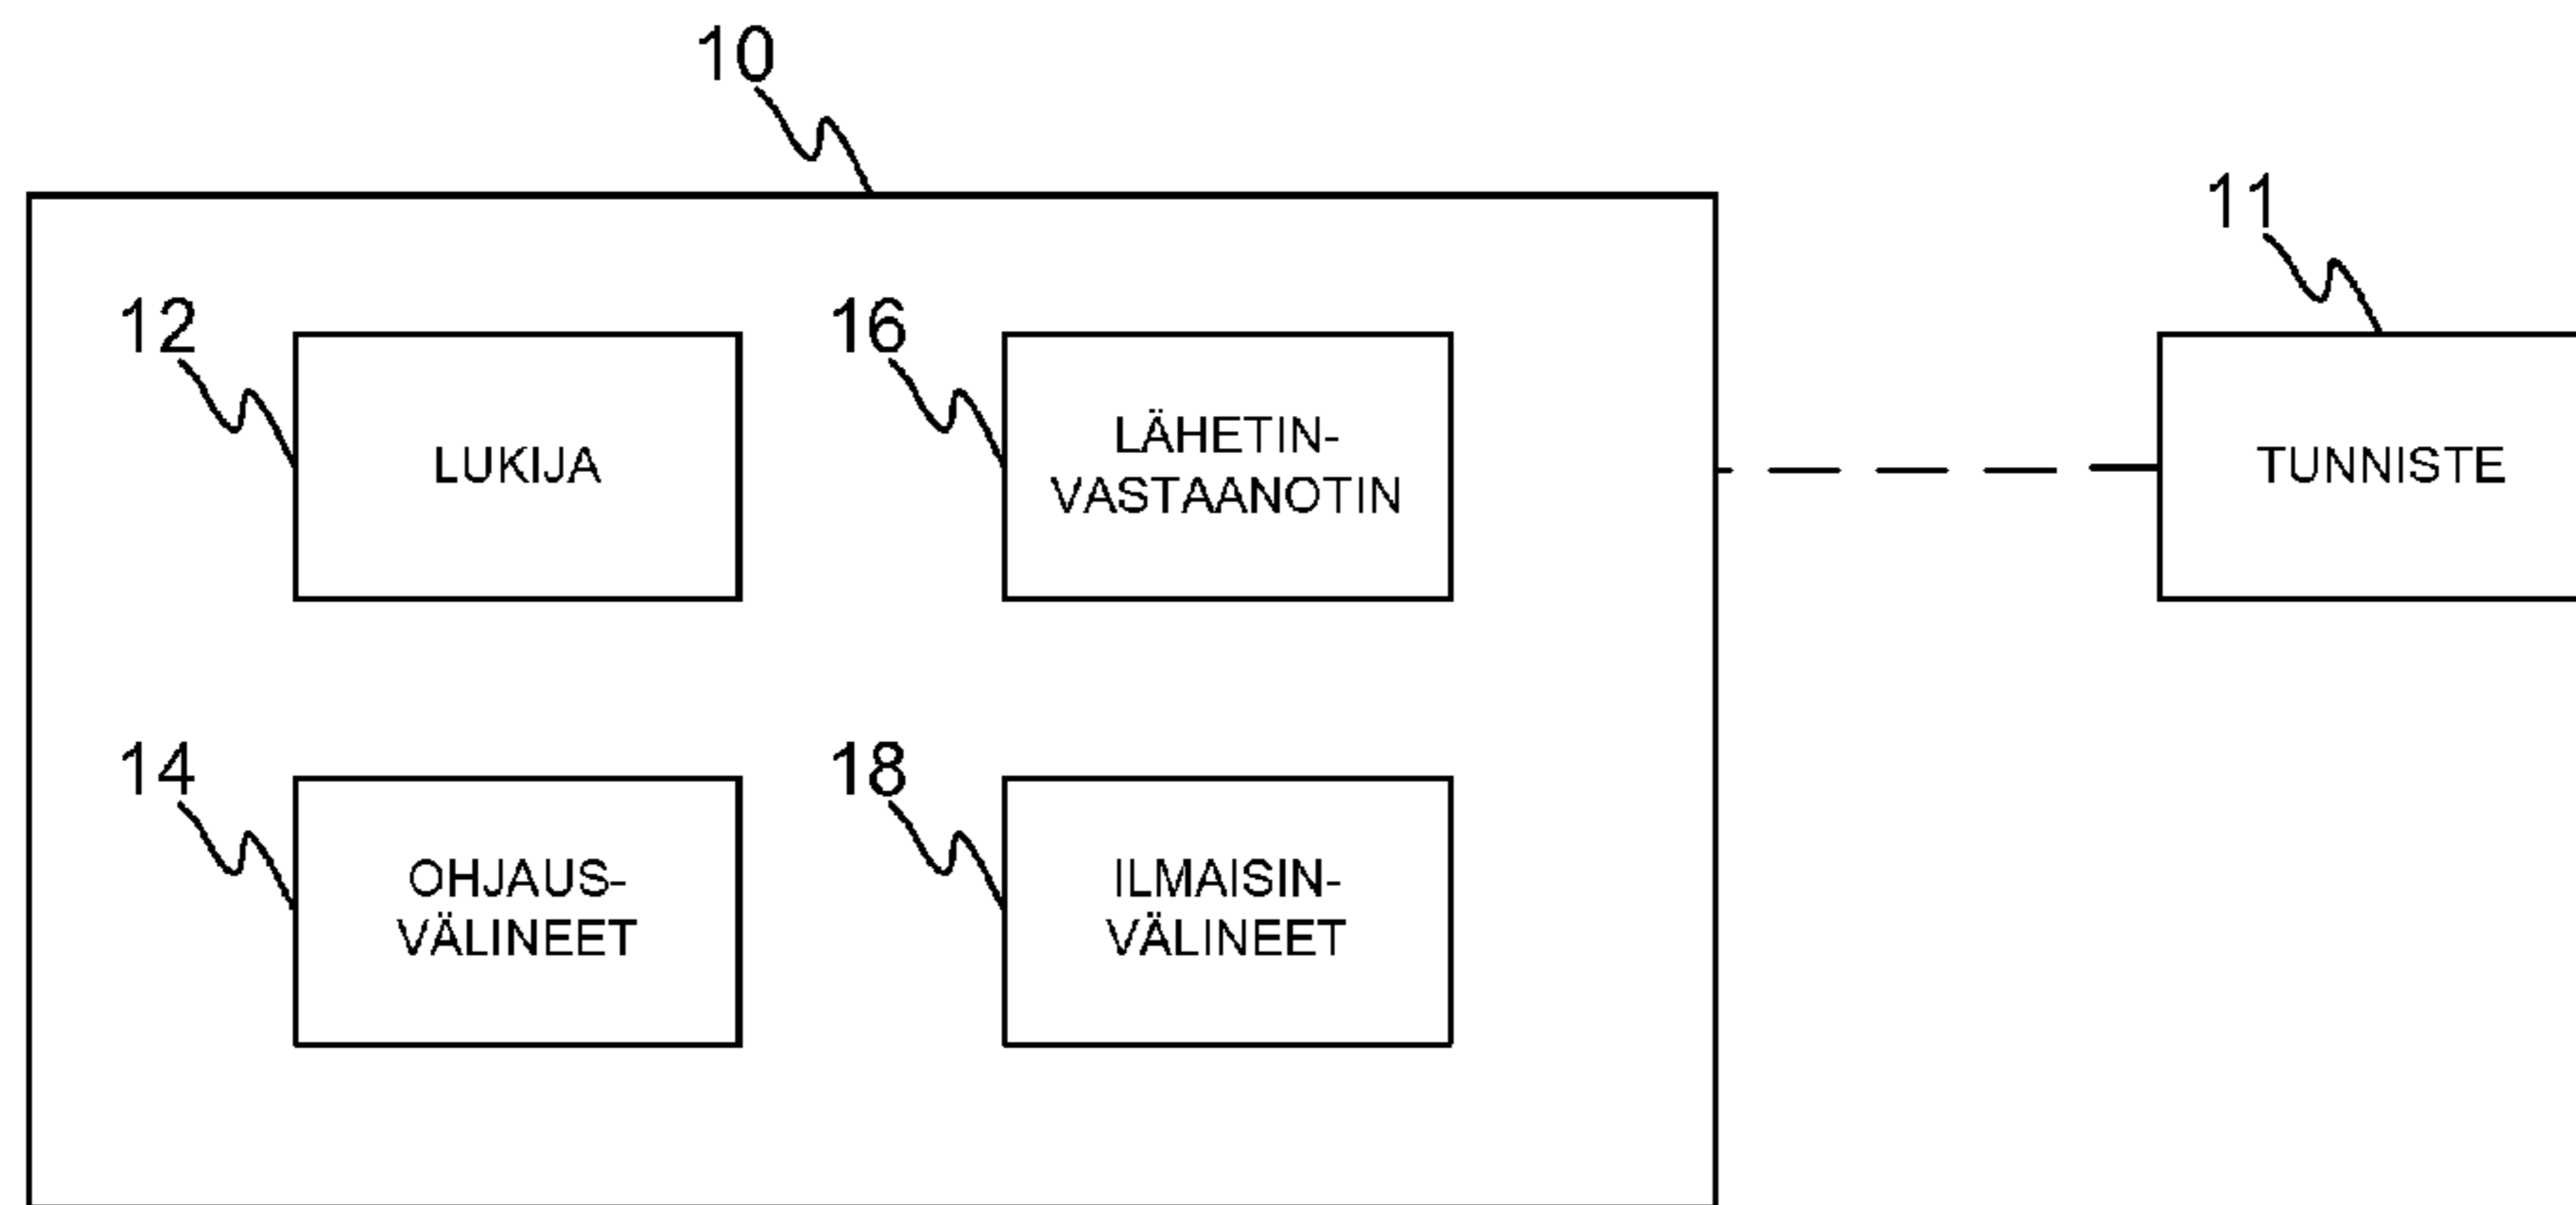 10
11
12
LUKIJA
16
LÄHETIN-
VASTAANOTIN
TUNNISTE
14
OHJAUS-
VÄLINEET
18
ILMAISIN-
VÄLINEET